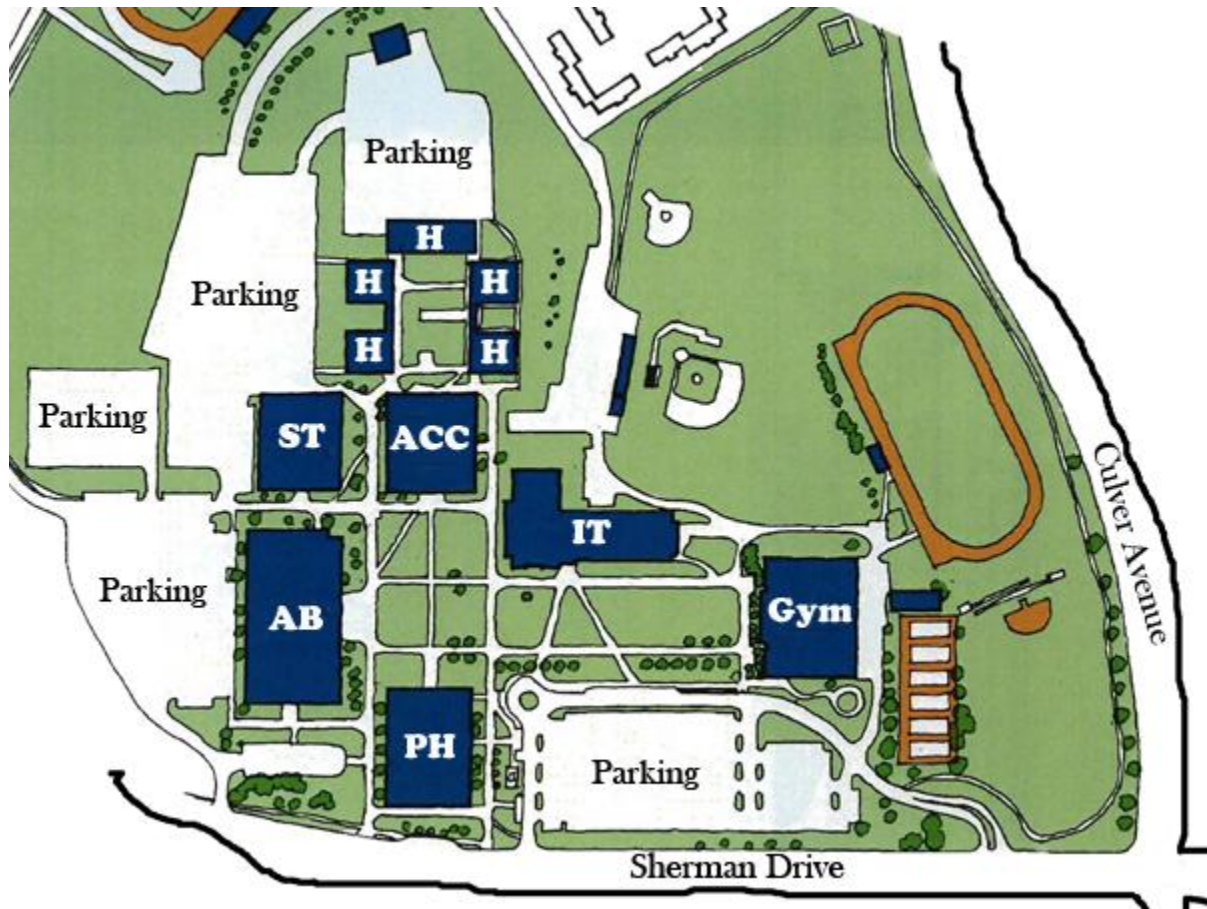 Parking
H
Parking
H
H
H
H
Parking
ST
ACC
Culver Avenue
IT
Parking
AB
Gym
PH
Parking
Sherman Drive